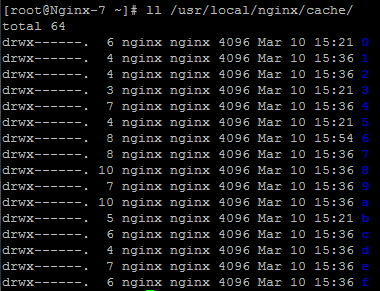 [root@Nginx-7 ~]# ll /usr/local/nginx/cache/
total 64
drwx------. 6 nginx nginx 4096 Mar 10 15:21 0
drwx------. 4 nginx nginx 4096 Mar 10 15:36 1
drwx------. 4 nginx nginx 4096 Mar 10 15:36 2
drwx------. 3 nginx nginx 4096 Mar 10 15:21 3
drwx------. 7 nginx nginx 4096 Mar 10 15:36 4
drwx------. 4 nginx nginx 4096 Mar 10 15:21 5
drwx------. 8 nginx nginx 4096 Mar 10 15:54 6
drwx------. 8 nginx nginx 4096 Mar 10 15:36 7
drwx------. 10 nginx nginx 4096 Mar 10 15:36 8
drwx------. 7 nginx nginx 4096 Mar 10 15:36 9
drwx------. 10 nginx nginx 4096 Mar 10 15:36 a
drwx------. 5 nginx nginx 4096 Mar 10 15:21 b
drwx------. 6 nginx nginx 4096 Mar 10 15:36 c
drwx------. 4 nginx nginx 4096 Mar 10 15:36 d
drwx------. 7 nginx nginx 4096 Mar 10 15:36 e
drwx------. 6 nginx nginx 4096 Mar 10 15:36 f